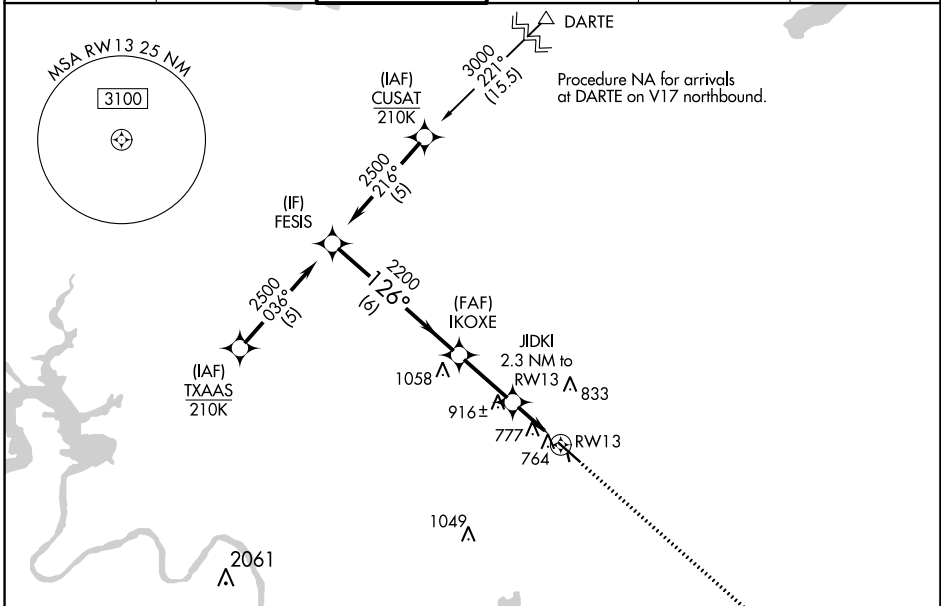 DARTE
MSA RW13 25 NM
3100
3000
221°
(15.5)
Procedure NA for arrivals
at DARTE on V17 northbound.
(IAF)
CUSAT
210K
2500
216°
(5)
(IF)
FESIS
2500
036°
(5)
2200
126°
(6)
(FAF)
IKOXE
(IAF)
TXAAS
210K
JIDKI
2.3 NM to
RW13
1058
833
916±
777
764
RW13
1049
2061